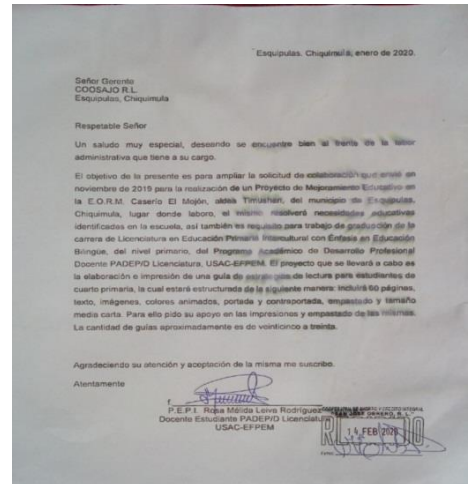 Esquipulas. Chiquimula, enero de 2020.
Señor Gerente
COOSAJO R.L.
Esquipulas, Chiquimula
Respetable Señor
Un saludo muy especial, deseando se encuentre bien al frente de la labor
administrativa que tiene a su cargo.
El objetivo de la presente es para ampliar la solicitud de colaboración que envié en
noviembre de 2019 para la realización de un Proyecto de Mejoramiento Educativo en
la E.O.R.M. Caserío El Mojón, aldea Timushán, del municipio de Esquipulas,
Chiquimula, lugar donde laboro, el mismo resolverá necesidades educativas
identificadas en la escuela, así también es requisito para trabajo de graduación de la
carrera de Licenciatura en Educación Primaria Intercultural con Énfasis en Educación
Bilingüe, del nivel primario, del Programa Académico de Desarrollo Profesional
Docente PADEP/D Licenciatura, USAC-EFPEM. El proyecto que se llevará a cabo es
la elaboración e impresión de una guía de estrategias de lectura para estudiantes de
cuarto primaria, la cual estará estructurada de la siguiente manera: Incluirá 60 páginas,
texto, imágenes, colores animados, portada y contraportada, empastado y tamaño
media carta. Para ello pido su apoyo en las impresiones y empastado de las mismas.
La cantidad de guías aproximadamente es de veinticinco a treinta.
Agradeciendo su atención y aceptación de la misma me suscribo.
Atentamente
f.
P.E.P.I. Rosa Mélida Leiva Rodríguez
Docente Estudiante PADEP/D Licenciatura
USAC-EFPEM
14 FEB 2020